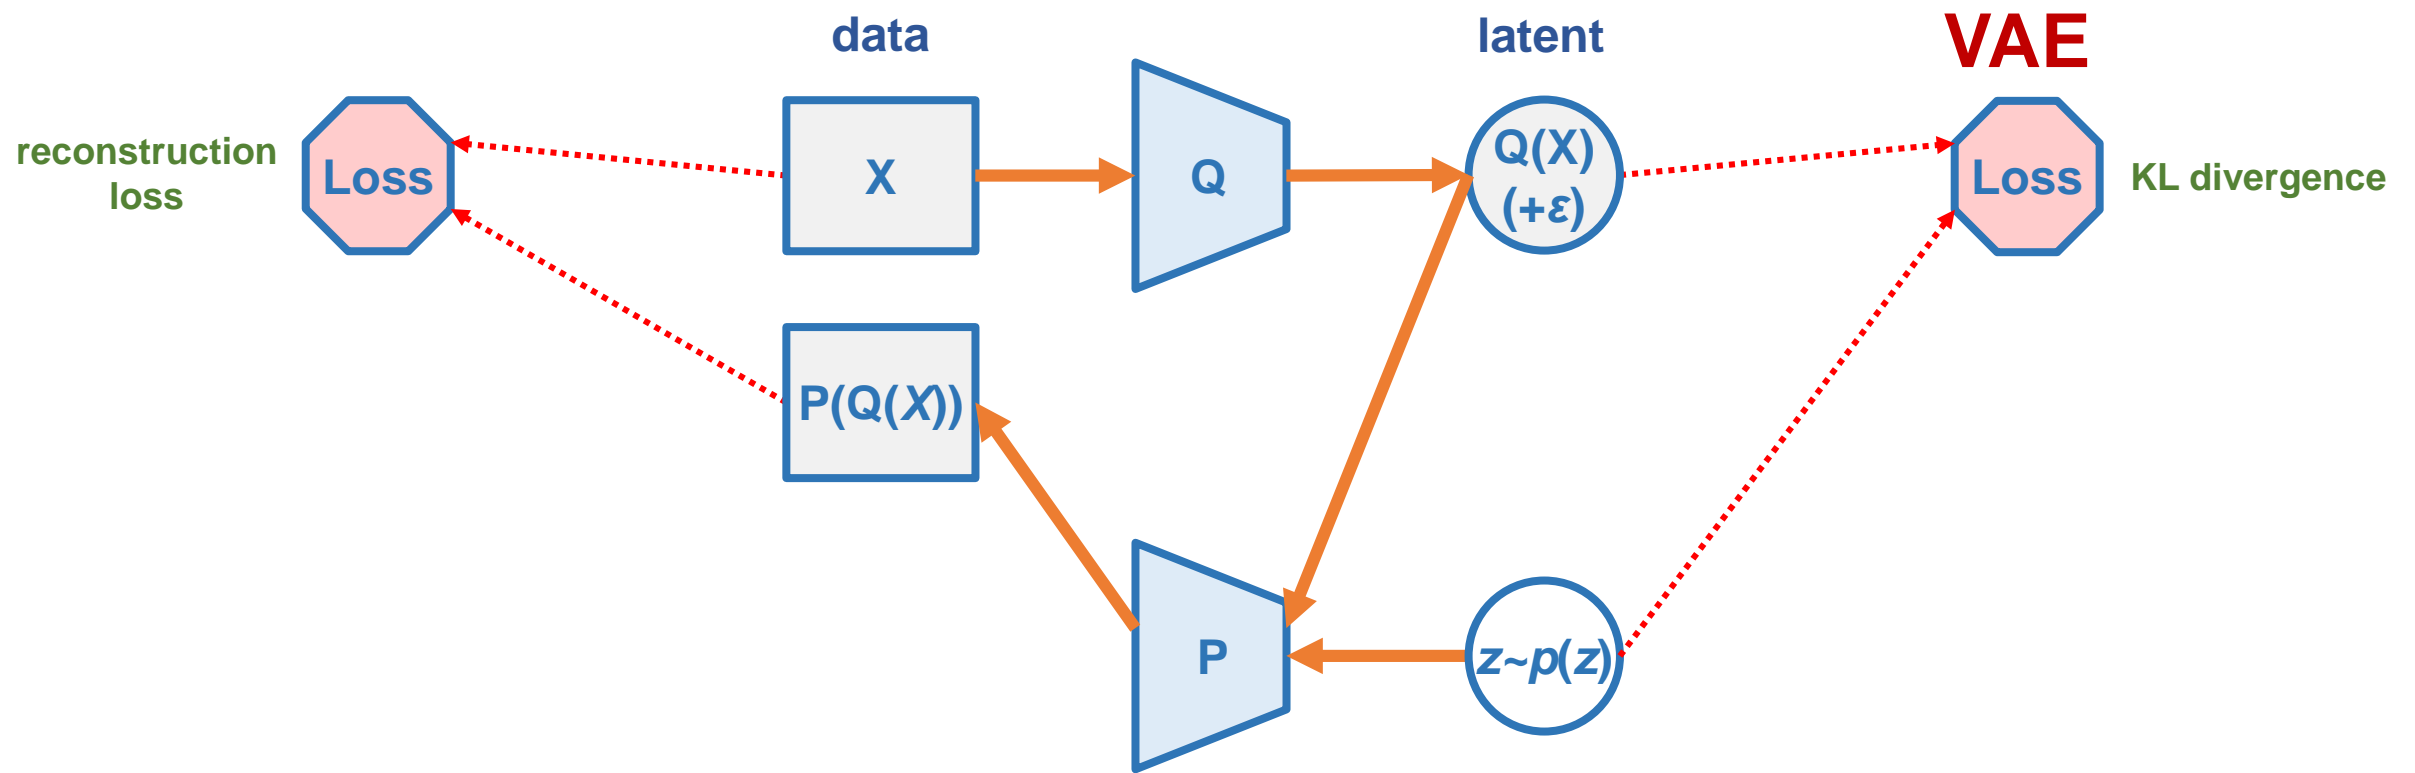 data
latent
VAE
reconstruction
loss
Loss
X
Q
Q(X)
(+ε)
Loss
KL divergence
P(Q(X))
P
z~p(z)